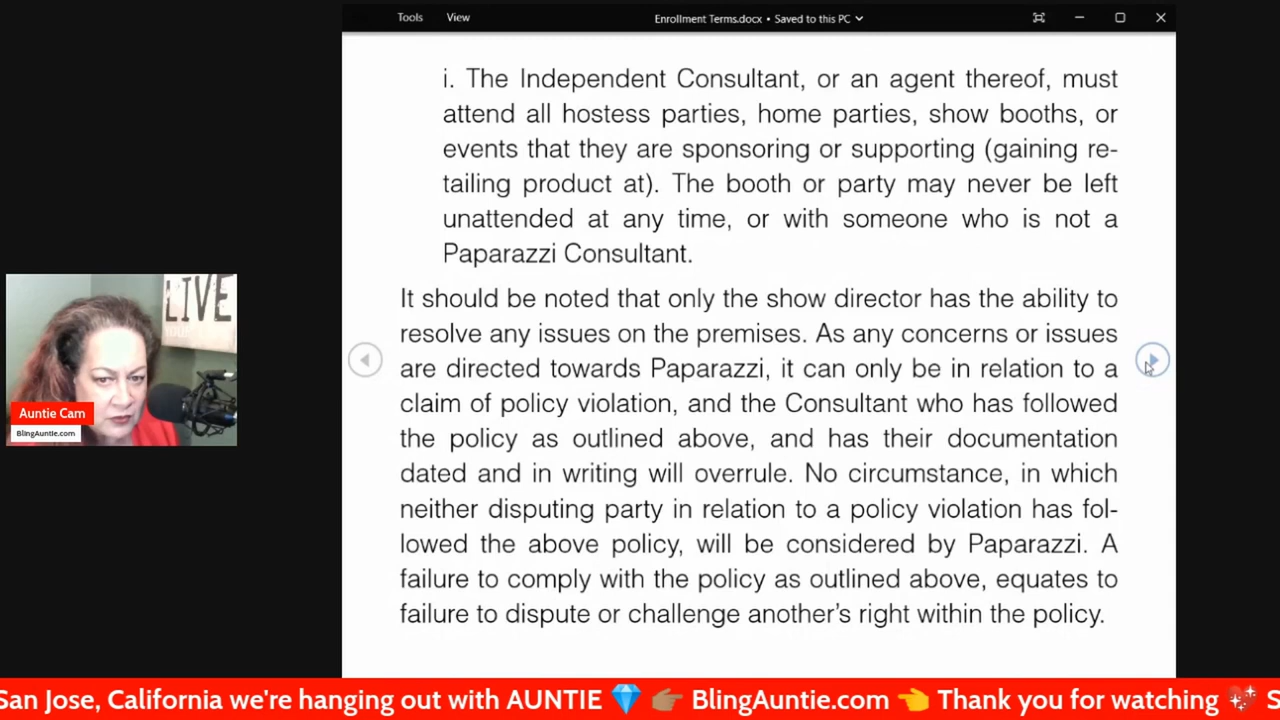 Tools View Enrollment Terms.docx • Saved to this PC
i. The Independent Consultant, or an agent thereof, must
attend all hostess parties, home parties, show booths, or
events that they are sponsoring or supporting (gaining re-
tailing product at). The booth or party may never be left
unattended at any time, or with someone who is not a
Paparazzi Consultant.
It should be noted that only the show director has the ability to
resolve any issues on the premises. As any concerns or issues
are directed towards Paparazzi, it can only be in relation to a
claim of policy violation, and the Consultant who has followed
the policy as outlined above, and has their documentation
dated and in writing will overrule. No circumstance, in which
neither disputing party in relation to a policy violation has fol-
lowed the above policy, will be considered by Paparazzi. A
failure to comply with the policy as outlined above, equates to
failure to dispute or challenge another's right within the policy.
LIVE
Auntie Cam
BlingAuntie.com
San Jose, California we're hanging out with AUNTIE 💎 👉🏽 BlingAuntie.com 👈 Thank you for watching 💖 S